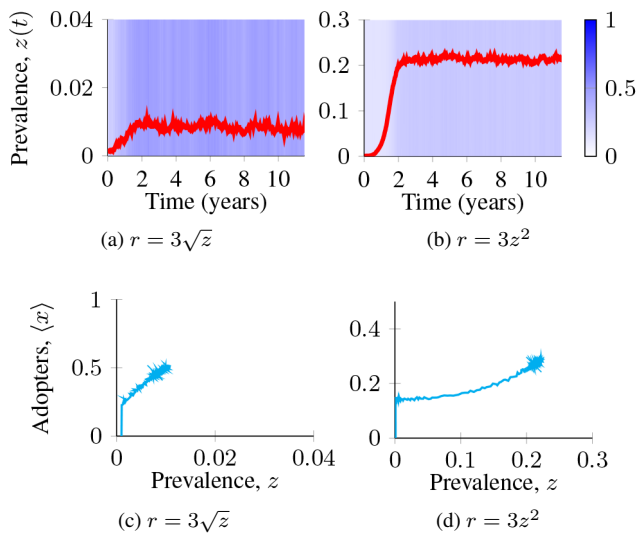 Prevalence, z(t)
0.04
0.02
0
0 2 4 6 8 10
Time (years)
(a) r = 3√z
0.3
0.2
0.1
0
0 2 4 6 8 10
Time (years)
(b) r = 3z²
1
0.5
0
Adopters, ⟨x⟩
1
0.5
0
0 0.02 0.04
Prevalence, z
(c) r = 3√z
0.4
0.2
0
0 0.1 0.2 0.3
Prevalence, z
(d) r = 3z²